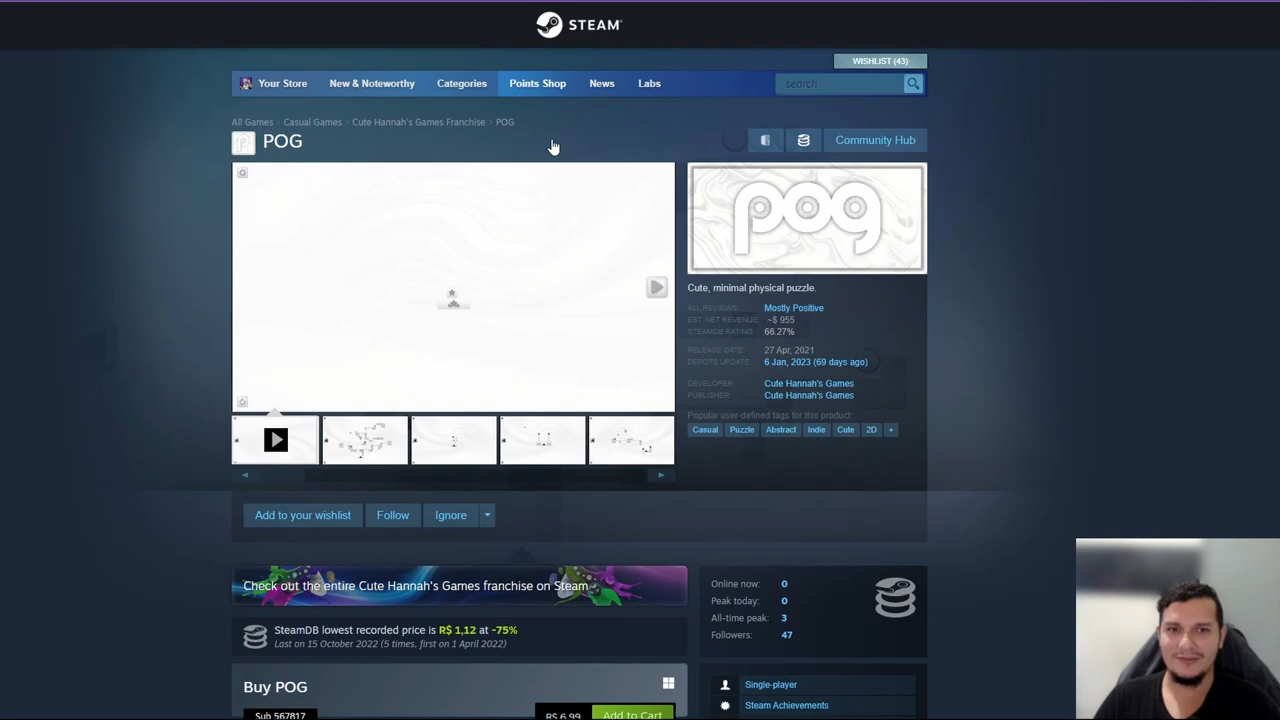 STEAM
WISHLIST (43)
Your Store New & Noteworthy Categories Points Shop News Labs search
All Games > Casual Games > Cute Hannah's Games Franchise > POG
POG
Community Hub
pog
Cute, minimal physical puzzle.
ALL REVIEWS: Mostly Positive
EST. NET REVENUE: ~$ 955
STEAMDB RATING: 66.27%
RELEASE DATE: 27 Apr, 2021
DEPOTS UPDATE: 6 Jan, 2023 (69 days ago)
DEVELOPER: Cute Hannah's Games
PUBLISHER: Cute Hannah's Games
Popular user-defined tags for this product:
Casual Puzzle Abstract Indie Cute 2D +
Add to your wishlist Follow Ignore
Check out the entire Cute Hannah's Games franchise on Steam
Online now: 0
Peak today: 0
All-time peak: 3
Followers: 47
SteamDB lowest recorded price is R$ 1,12 at -75%
Last on 15 October 2022 (5 times, first on 1 April 2022)
Buy POG
Single-player
Steam Achievements
Sub 567817 R$ 6,99 Add to Cart